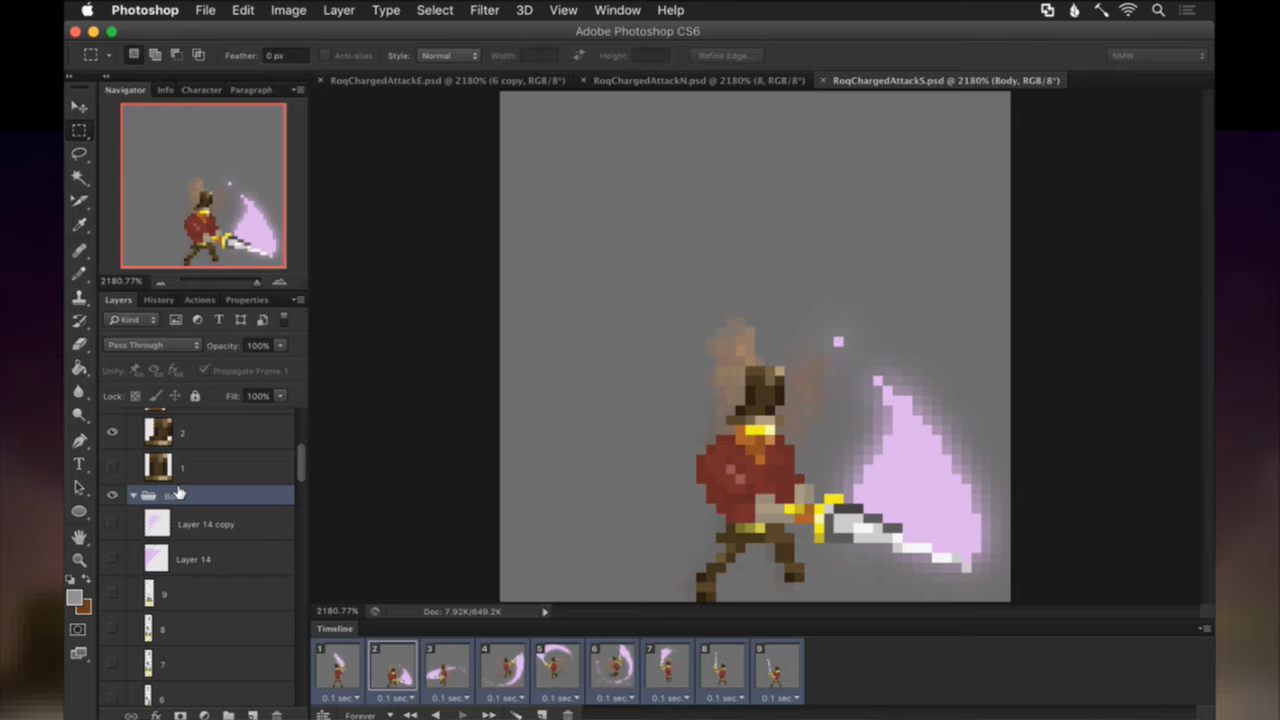 Photoshop File Edit Image Layer Type Select Filter 3D View Window Help
Adobe Photoshop CS6
Feather: 0 px Anti-alias Style: Normal Width: Height: Refine Edge... NMW
RoqChargedAttackE.psd @ 2180% (6 copy, RGB/8*) RoqChargedAttackN.psd @ 2180% (8, RGB/8*) RoqChargedAttackS.psd @ 2180% (Body, RGB/8*)
Navigator Info Character Paragraph
2180.77%
Layers History Actions Properties
Kind
Pass Through Opacity: 100%
Unify: Propagate Frame 1
Lock: Fill: 100%
2
1
Layer 14 copy
Layer 14
9
8
7
6
2180.77% Doc: 7.92K/649.2K
Timeline
1 2 3 4 5 6 7 8 9
0.1 sec. 0.1 sec. 0.1 sec. 0.1 sec. 0.1 sec. 0.1 sec. 0.1 sec. 0.1 sec. 0.1 sec.
Forever